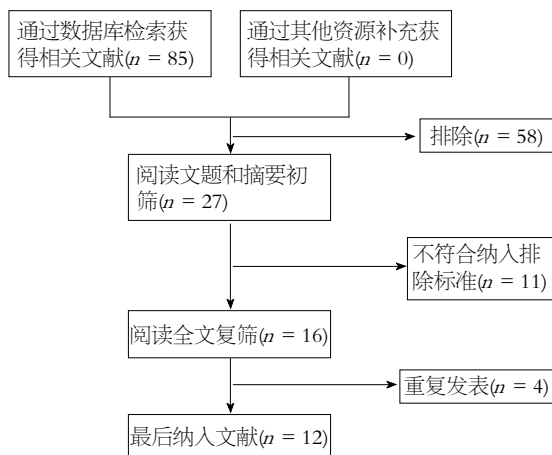 通过数据库检索获
得相关文献(n = 85)
通过其他资源补充获
得相关文献(n = 0)
排除(n = 58)
阅读文题和摘要初
筛(n = 27)
不符合纳入排
除标准(n = 11)
阅读全文复筛(n = 16)
重复发表(n = 4)
最后纳入文献(n = 12)